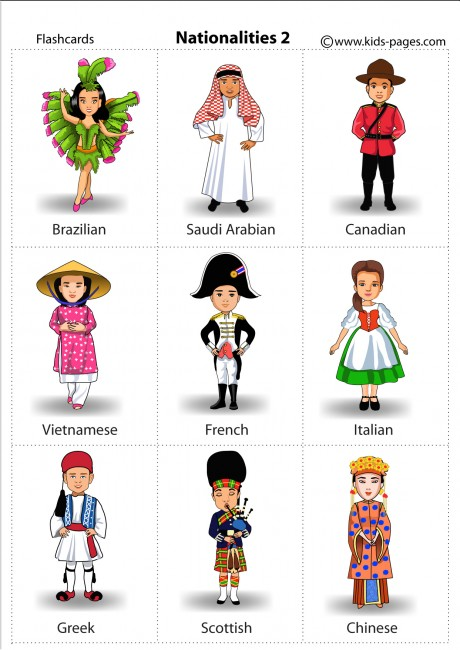 Flashcards
Nationalities 2
©www.kids-pages.com
Brazilian
Saudi Arabian
Canadian
Vietnamese
French
Italian
Greek
Scottish
Chinese